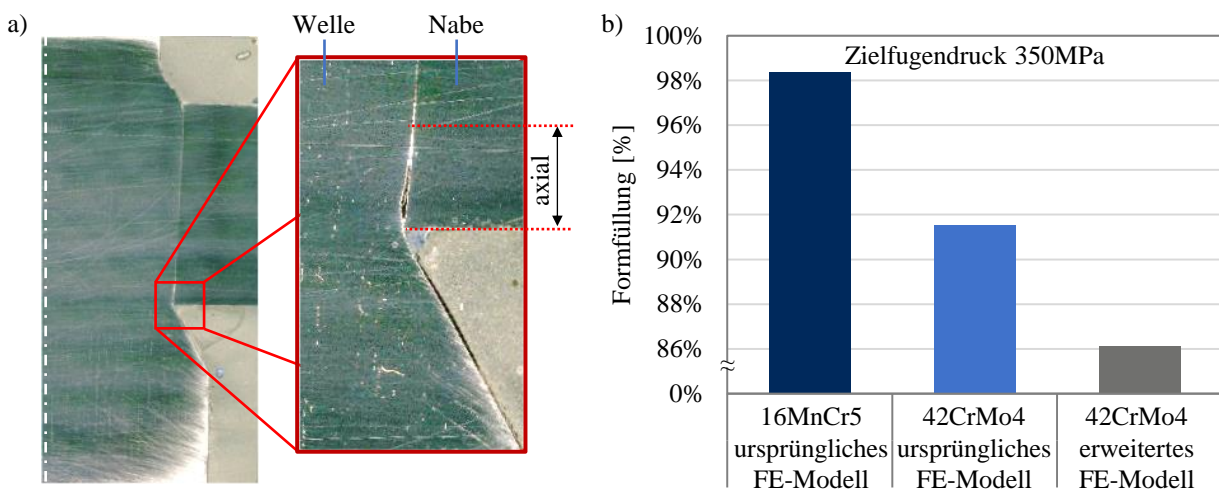 a)
Welle
Nabe
axial
b)
Zielfugendruck 350MPa
Formfüllung [%]
100%
98%
96%
94%
92%
90%
88%
86%
0%
16MnCr5
ursprüngliches
FE-Modell
42CrMo4
ursprüngliches
FE-Modell
42CrMo4
erweitertes
FE-Modell